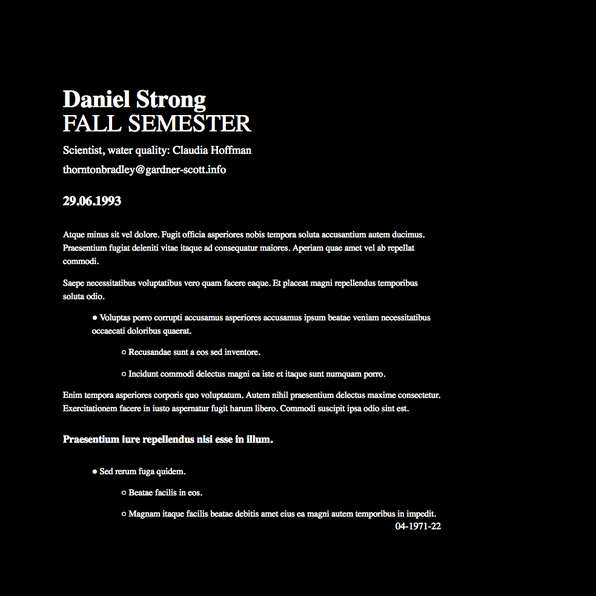 Daniel Strong
FALL SEMESTER
Scientist, water quality: Claudia Hoffman
thorntonbradley@gardner-scott.info
29.06.1993
Atque minus sit vel dolore. Fugit officia asperiores nobis tempora soluta accusantium autem ducimus.
Praesentium fugiat deleniti vitae itaque ad consequatur maiores. Aperiam quae amet vel ab repellat
commodi.
Saepe necessitatibus voluptatibus vero quam facere eaque. Et placeat magni repellendus temporibus
soluta odio.
● Voluptas porro corrupti accusamus asperiores accusamus ipsum beatae veniam necessitatibus
occaecati doloribus quaerat.
○ Recusandae sunt a eos sed inventore.
○ Incidunt commodi delectus magni ea iste et itaque sunt numquam porro.
Enim tempora asperiores corporis quo voluptatum. Autem nihil praesentium delectus maxime consectetur.
Exercitationem facere in iusto aspernatur fugit harum libero. Commodi suscipit ipsa odio sint est.
Praesentium iure repellendus nisi esse in illum.
● Sed rerum fuga quidem.
○ Beatae facilis in eos.
○ Magnam itaque facilis beatae debitis amet eius ea magni autem temporibus in impedit.
04-1971-22